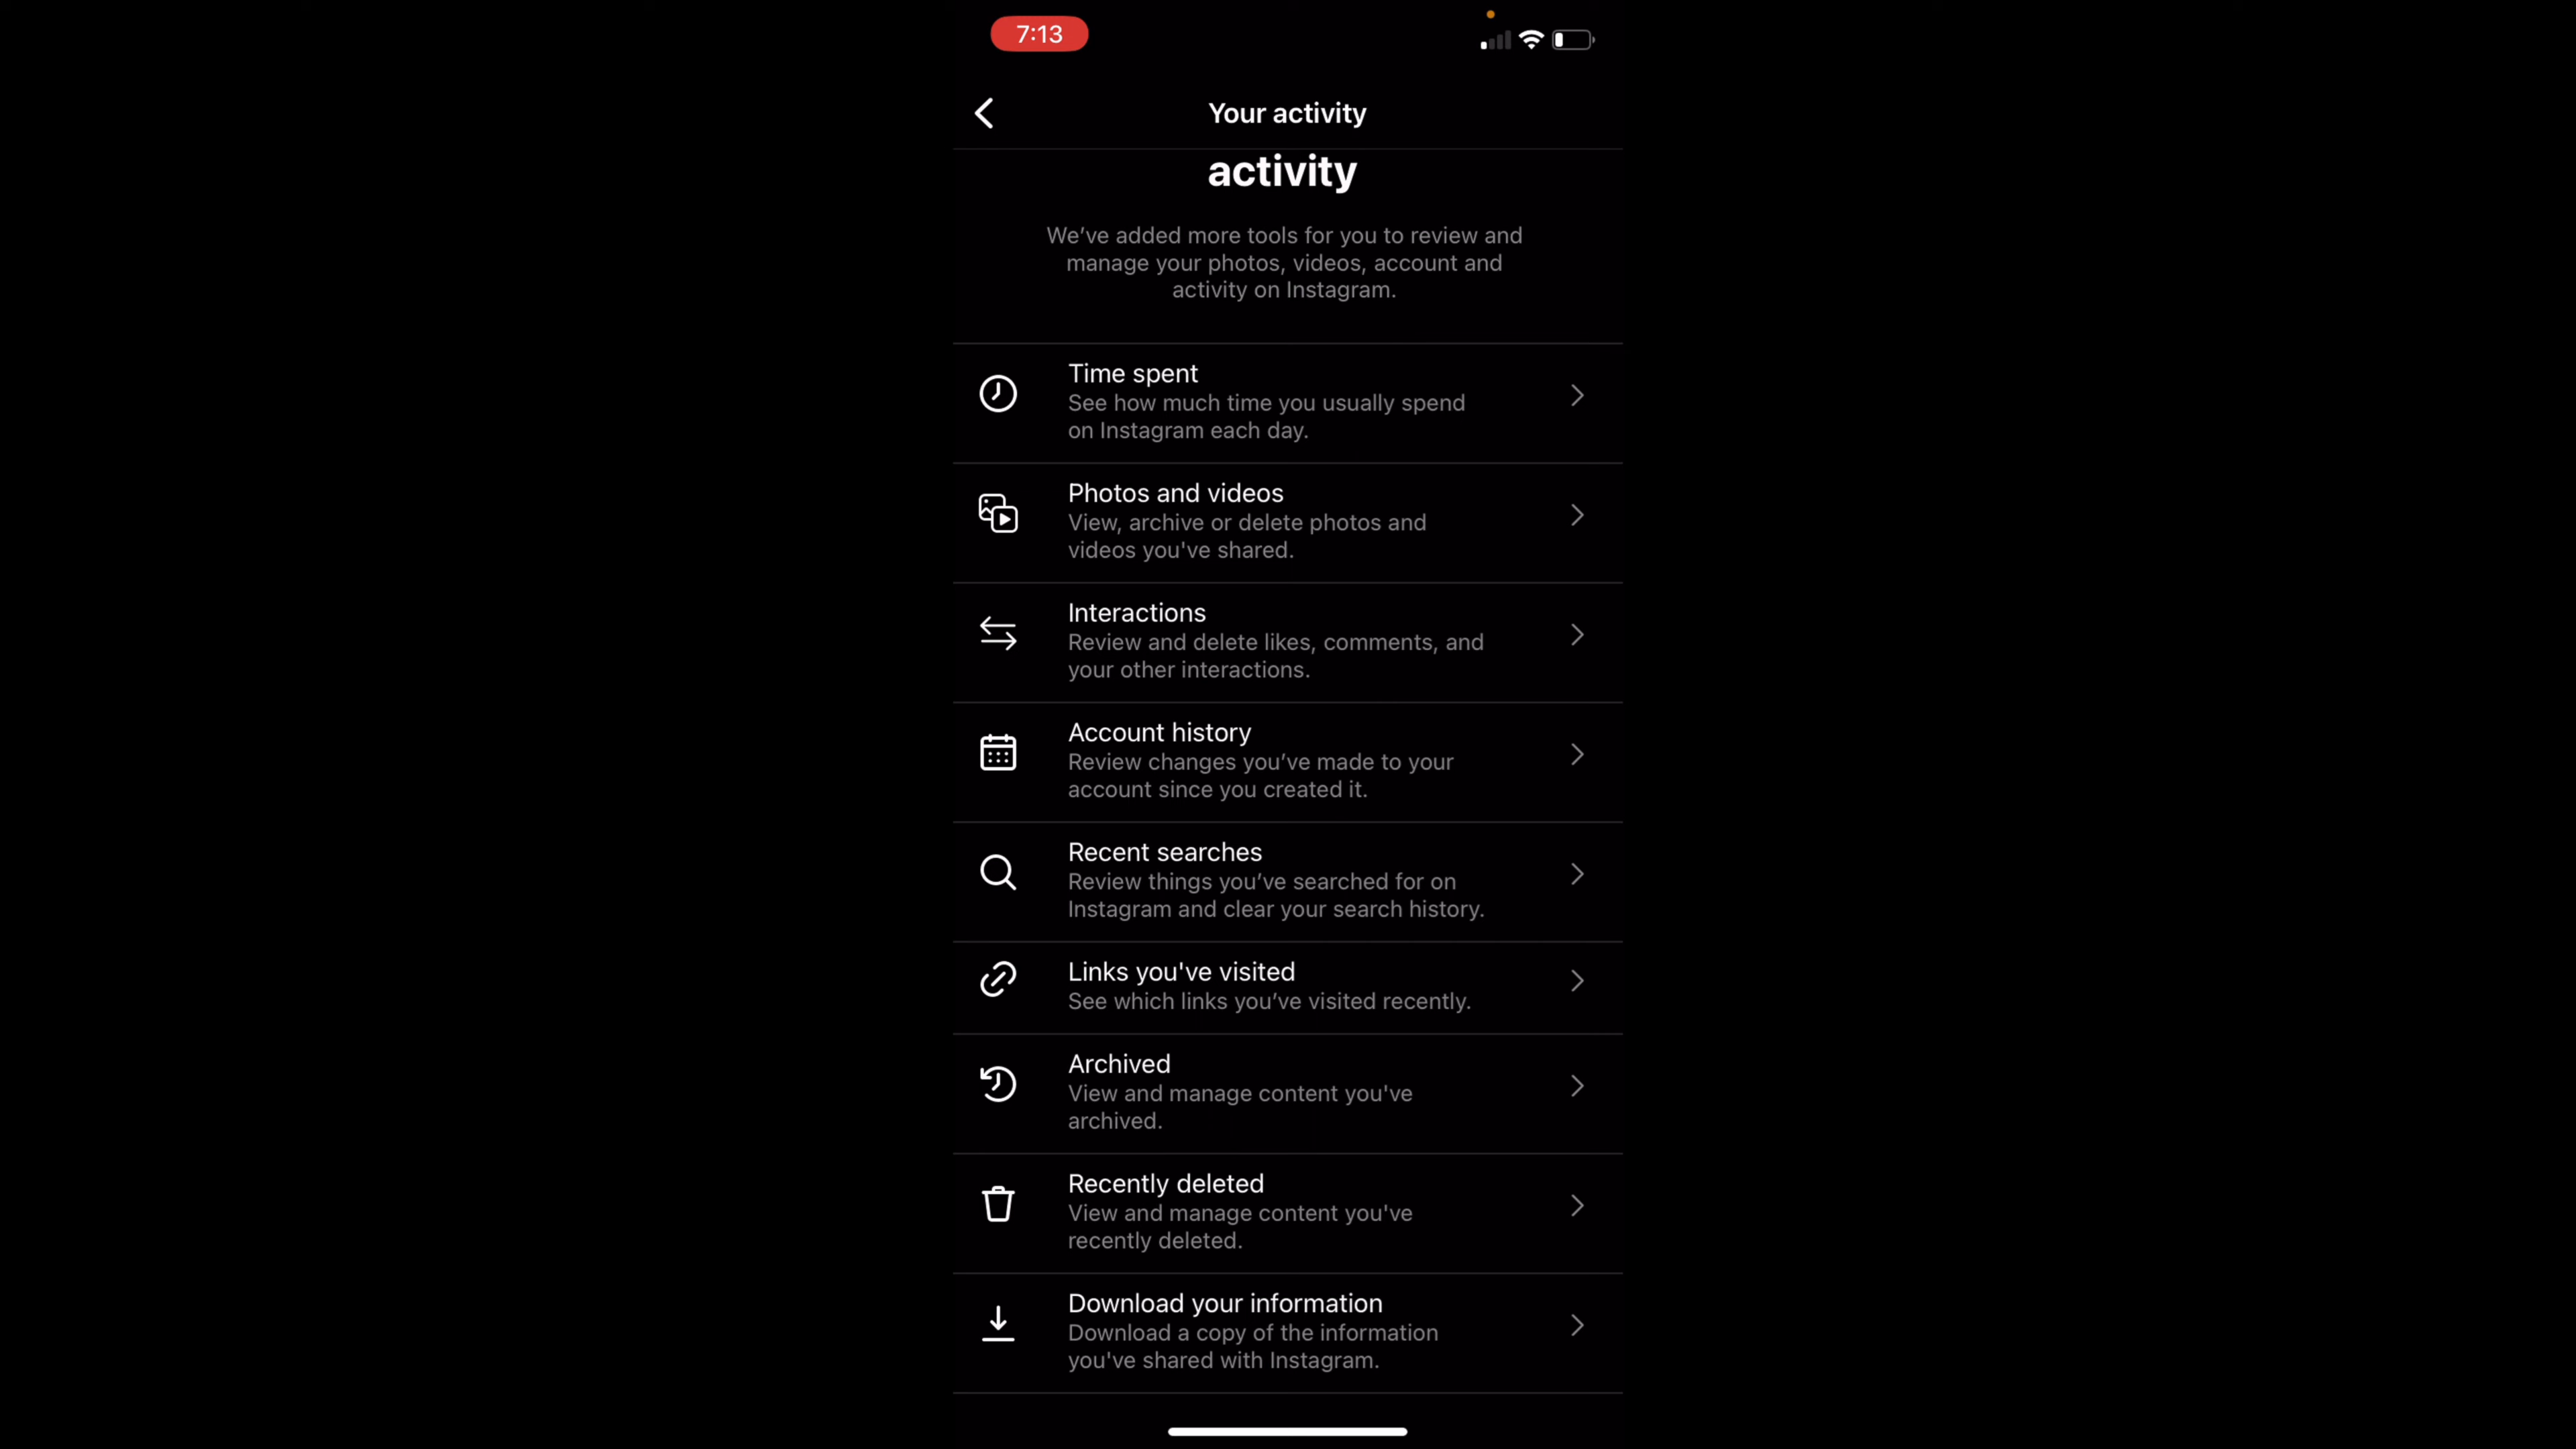 7:13
Your activity
activity
We’ve added more tools for you to review and
manage your photos, videos, account and
activity on Instagram.
Time spent
See how much time you usually spend
on Instagram each day.
Photos and videos
View, archive or delete photos and
videos you've shared.
Interactions
Review and delete likes, comments, and
your other interactions.
Account history
Review changes you’ve made to your
account since you created it.
Recent searches
Review things you’ve searched for on
Instagram and clear your search history.
Links you've visited
See which links you’ve visited recently.
Archived
View and manage content you've
archived.
Recently deleted
View and manage content you've
recently deleted.
Download your information
Download a copy of the information
you've shared with Instagram.